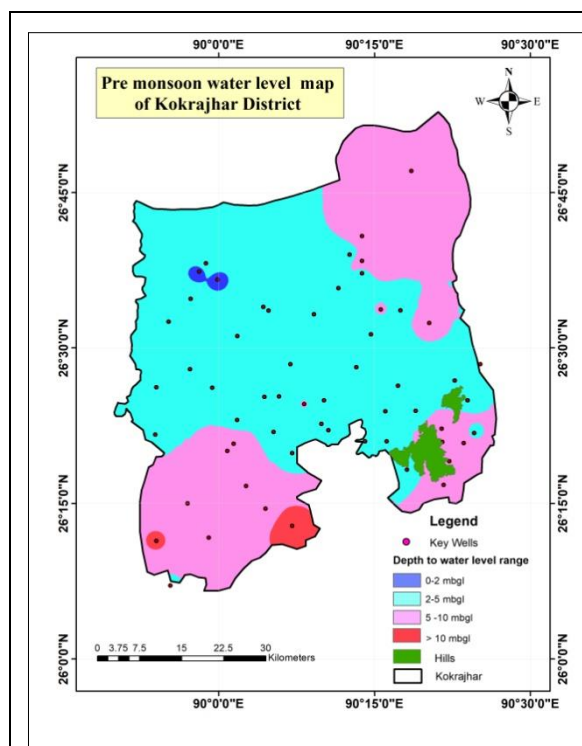 90°0'0"E 90°15'0"E 90°30'0"E
Pre monsoon water level map
of Kokrajhar District
N
W E
S
26°45'0"N 26°45'0"N
26°30'0"N 26°30'0"N
26°15'0"N 26°15'0"N
26°0'0"N 26°0'0"N
Legend
Key Wells
Depth to water level range
0-2 mbgl
2-5 mbgl
5 -10 mbgl
> 10 mbgl
Hills
Kokrajhar
0 3.75 7.5 15 22.5 30
Kilometers
90°0'0"E 90°15'0"E 90°30'0"E